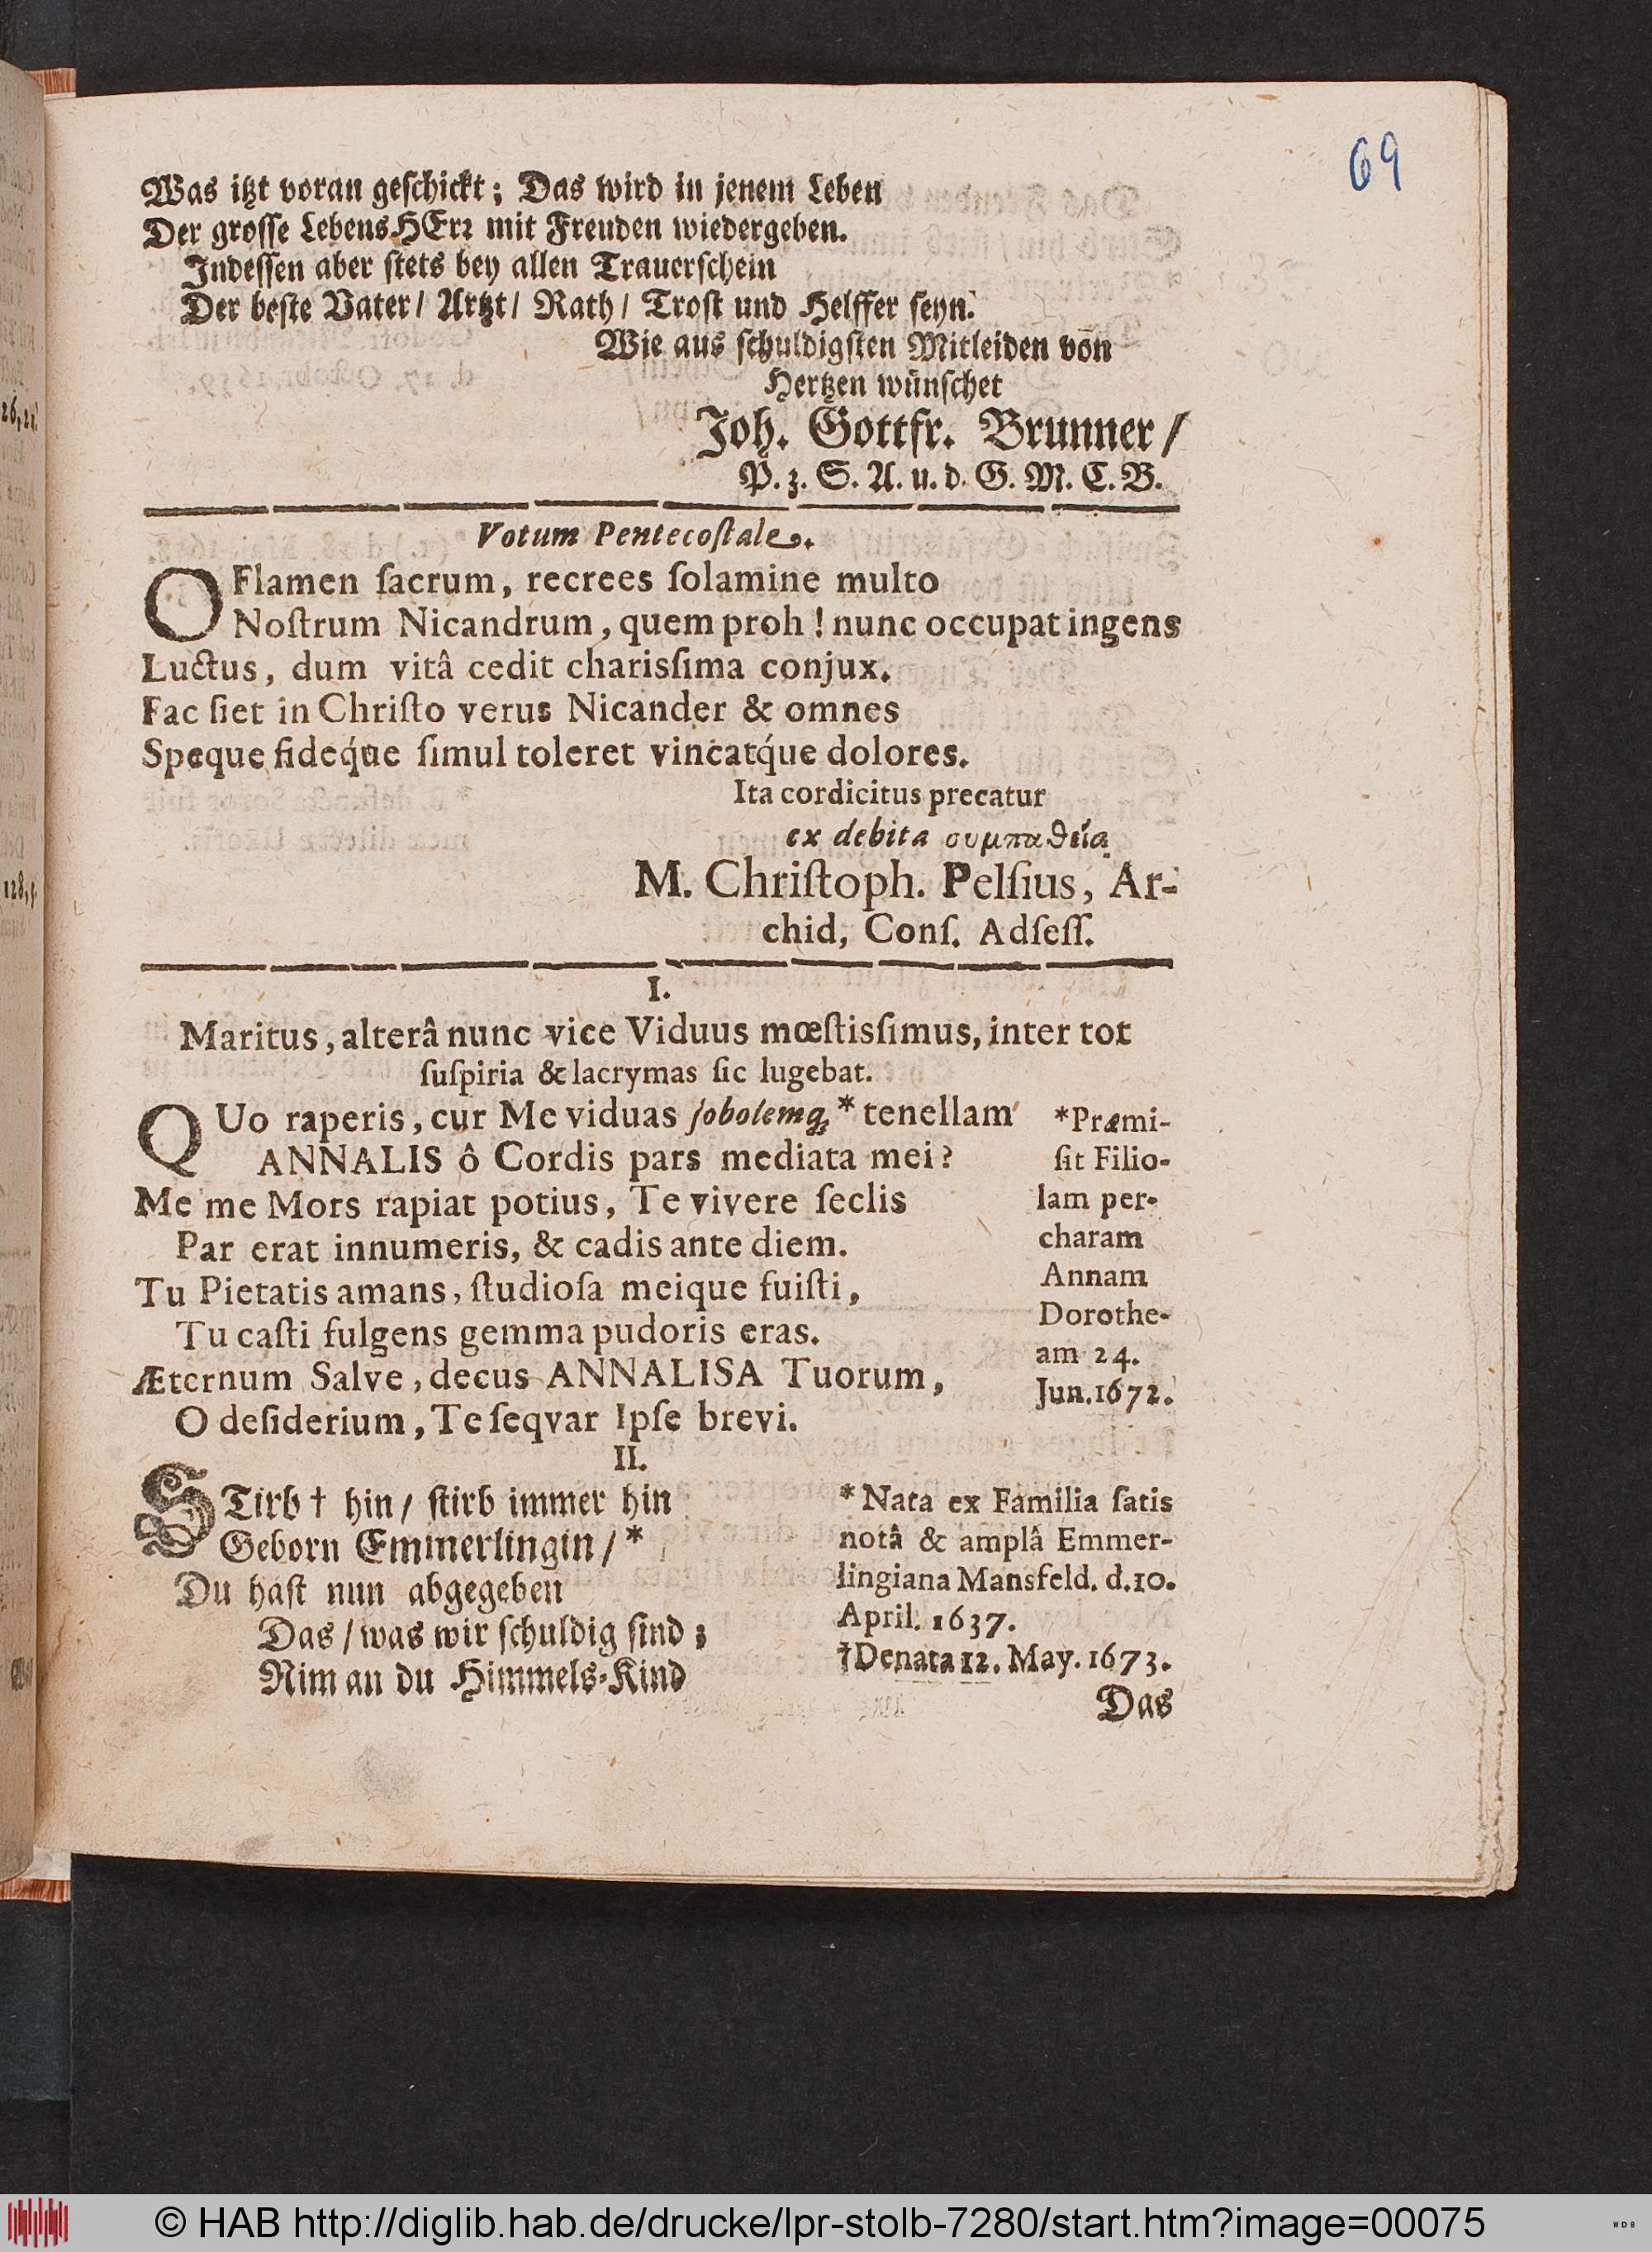 69
Was itzt voran geschickt; Das wird in jenem Leben
Der grosse LebensHErr mit Freuden wiedergeben.
Indessen aber stets bey allen Trauerschein
Der beste Vater/ Artzt/ Rath/ Trost und Helffer seyn.
Wie aus schuldigsten Mitleiden von
Hertzen wünschet
Joh. Gottfr. Brunner/
P. z. S. A. u. d. G. M. C. B.
Votum Pentecoſtale.
O Flamen ſacrum, recrees ſolamine multo
Noſtrum Nicandrum, quem proh! nunc occupat ingens
Luctus, dum vitâ cedit charisſima conjux.
Fac ſiet in Chriſto verus Nicander & omnes
Speque fideq́ue ſimul toleret vincatq́ue dolores.
Ita cordicitus precatur
ex debita συμπαθείᾳ
M. Chriſtoph. Pelſius, Ar-
chid, Conſ. Adſeſſ.
I.
Maritus, alterâ nunc vice Viduus mœſtisſimus, inter tot
ſuſpiria & lacrymas ſic lugebat.
QUo raperis, cur Me viduas ſobolemq́;* tenellam
ANNALIS ô Cordis pars mediata mei?
Me me Mors rapiat potius, Te vivere ſeclis
Par erat innumeris, & cadis ante diem.
Tu Pietatis amans, ſtudioſa meique fuiſti,
Tu caſti fulgens gemma pudoris eras.
Æternum Salve, decus ANNALISA Tuorum,
O deſiderium, Te ſeqvar Ipſe brevi.
*Præmi-
ſit Filio-
lam per-
charam
Annam
Dorothe-
am 24.
Jun. 1672.
II.
STirb † hin/ ſtirb immer hin
Geborn Emmerlingin/*
Du haſt nun abgegeben
Das/ was wir ſchuldig ſind;
Nim an du Himmels-Kind
*Nata ex Familia ſatis
notâ & amplâ Emmer-
lingiana Mansfeld. d. 10.
April. 1637.
†Denata 12. May. 1673.
Das
© HAB http://diglib.hab.de/drucke/lpr-stolb-7280/start.htm?image=00075
WDB